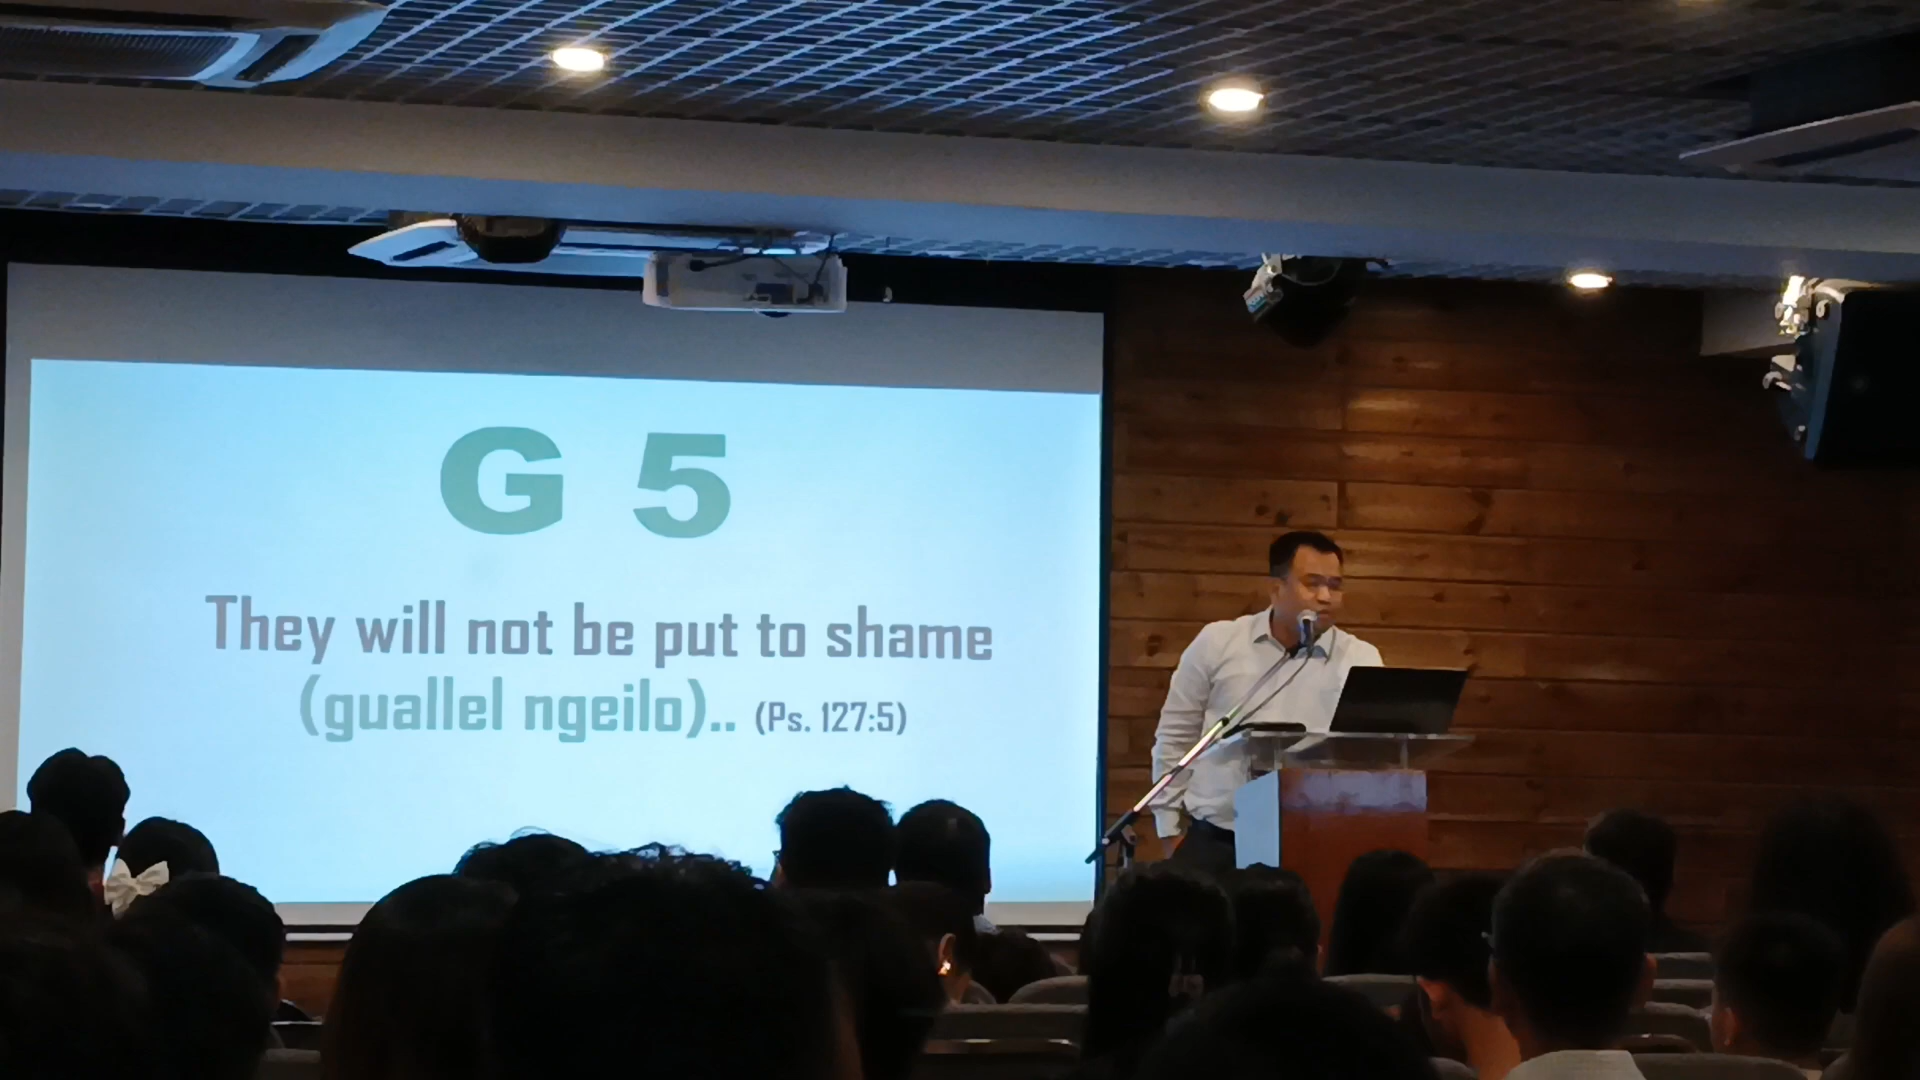 G 5
They will not be put to shame
(guallel ngeilo).. (Ps. 127:5)